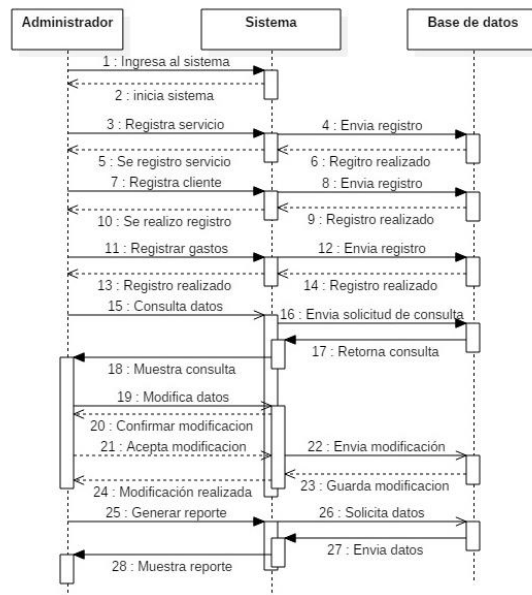 Administrador
Sistema
Base de datos
1 : Ingresa al sistema
2 : inicia sistema
3 : Registra servicio
4 : Envia registro
5 : Se registro servicio
6 : Regitro realizado
7 : Registra cliente
8 : Envia registro
10 : Se realizo registro
9 : Registro realizado
11 : Registrar gastos
12 : Envia registro
13 : Registro realizado
14 : Registro realizado
15 : Consulta datos
16 : Envia solicitud de consulta
17 : Retorna consulta
18 : Muestra consulta
19 : Modifica datos
20 : Confirmar modificacion
21 : Acepta modificacion
22 : Envia modificación
23 : Guarda modificacion
24 : Modificación realizada
25 : Generar reporte
26 : Solicita datos
27 : Envia datos
28 : Muestra reporte